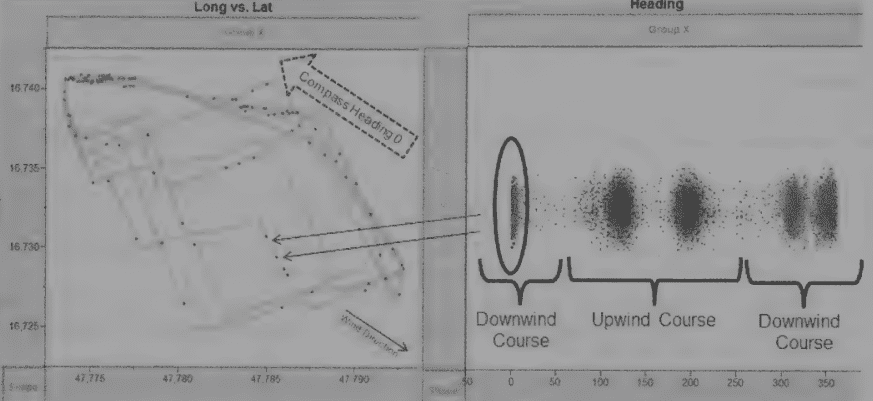 Long vs. Lat
Heading
Group X
Group X
Compass Heading 0
16,740
16,735
16,730
16,725
Wind Direction
Downwind
Course
Upwind Course
Downwind
Course
47,775
47,780
47,785
47,790
50
0
50
100
150
200
250
300
350